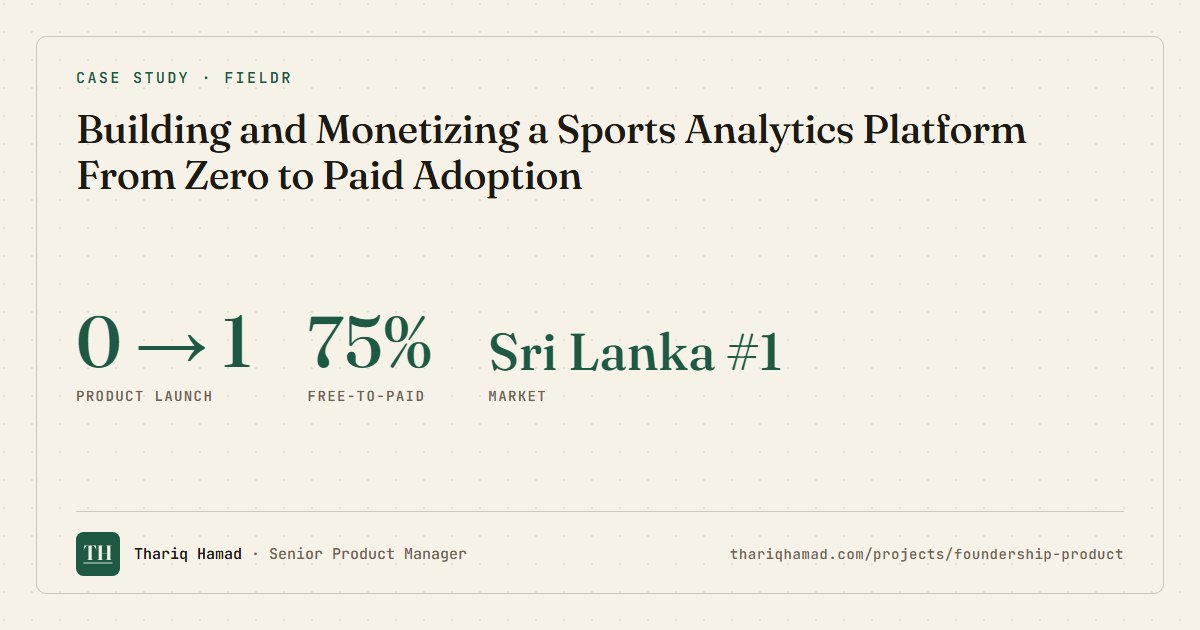 CASE STUDY · FIELDR
Building and Monetizing a Sports Analytics Platform
From Zero to Paid Adoption
0 → 1
PRODUCT LAUNCH
75%
FREE-TO-PAID
Sri Lanka #1
MARKET
TH
Thariq Hamad · Senior Product Manager
thariqhamad.com/projects/foundership-product